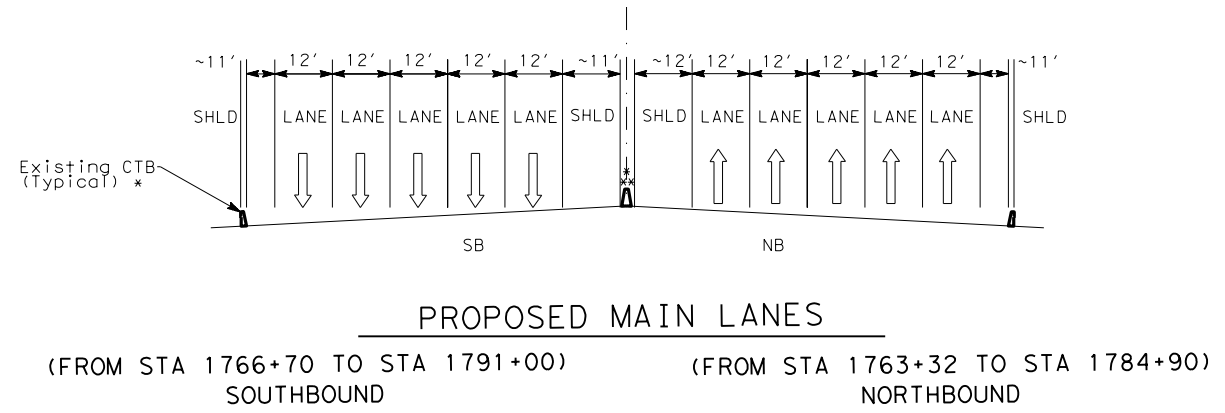 ~11' 12' 12' 12' 12' 12' ~11' ~12' 12' 12' 12' 12' 12' ~11'
SHLD LANE LANE LANE LANE LANE SHLD SHLD LANE LANE LANE LANE LANE SHLD
Existing CTB
(Typical) *
*
**
SB NB
PROPOSED MAIN LANES
(FROM STA 1766+70 TO STA 1791+00) (FROM STA 1763+32 TO STA 1784+90)
SOUTHBOUND NORTHBOUND